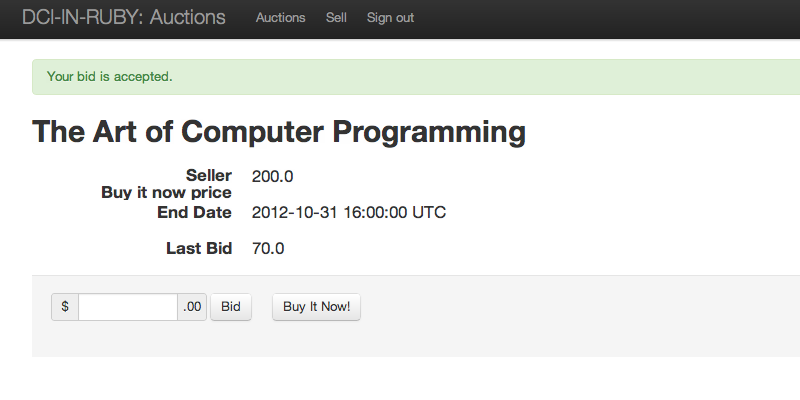 DCI-IN-RUBY: Auctions Auctions Sell Sign out
Your bid is accepted.
The Art of Computer Programming
Seller 200.0
Buy it now price
End Date 2012-10-31 16:00:00 UTC
Last Bid 70.0
$ .00 Bid Buy It Now!